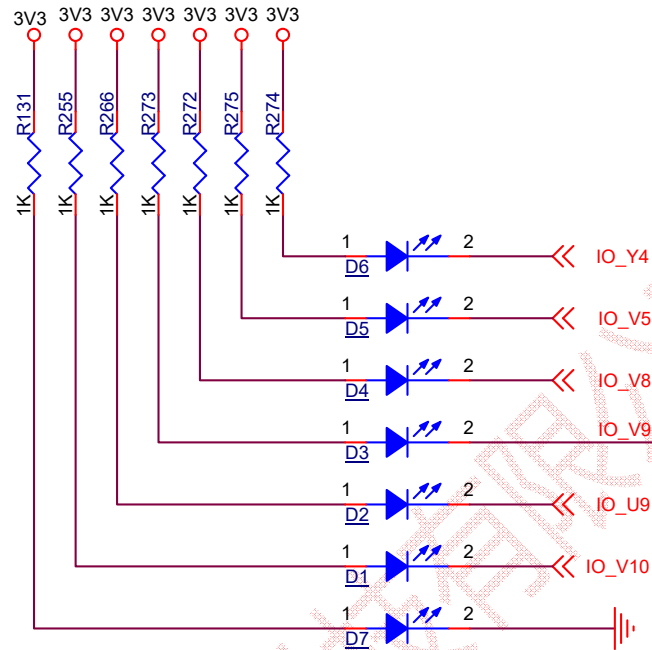 3V3 3V3 3V3 3V3 3V3 3V3 3V3
R131 R255 R266 R273 R272 R275 R274
1K 1K 1K 1K 1K 1K 1K
1 2 IO_Y4
D6
1 2 IO_V5
D5
1 2 IO_V8
D4
1 2 IO_V9
D3
1 2 IO_U9
D2
1 2 IO_V10
D1
1 2
D7